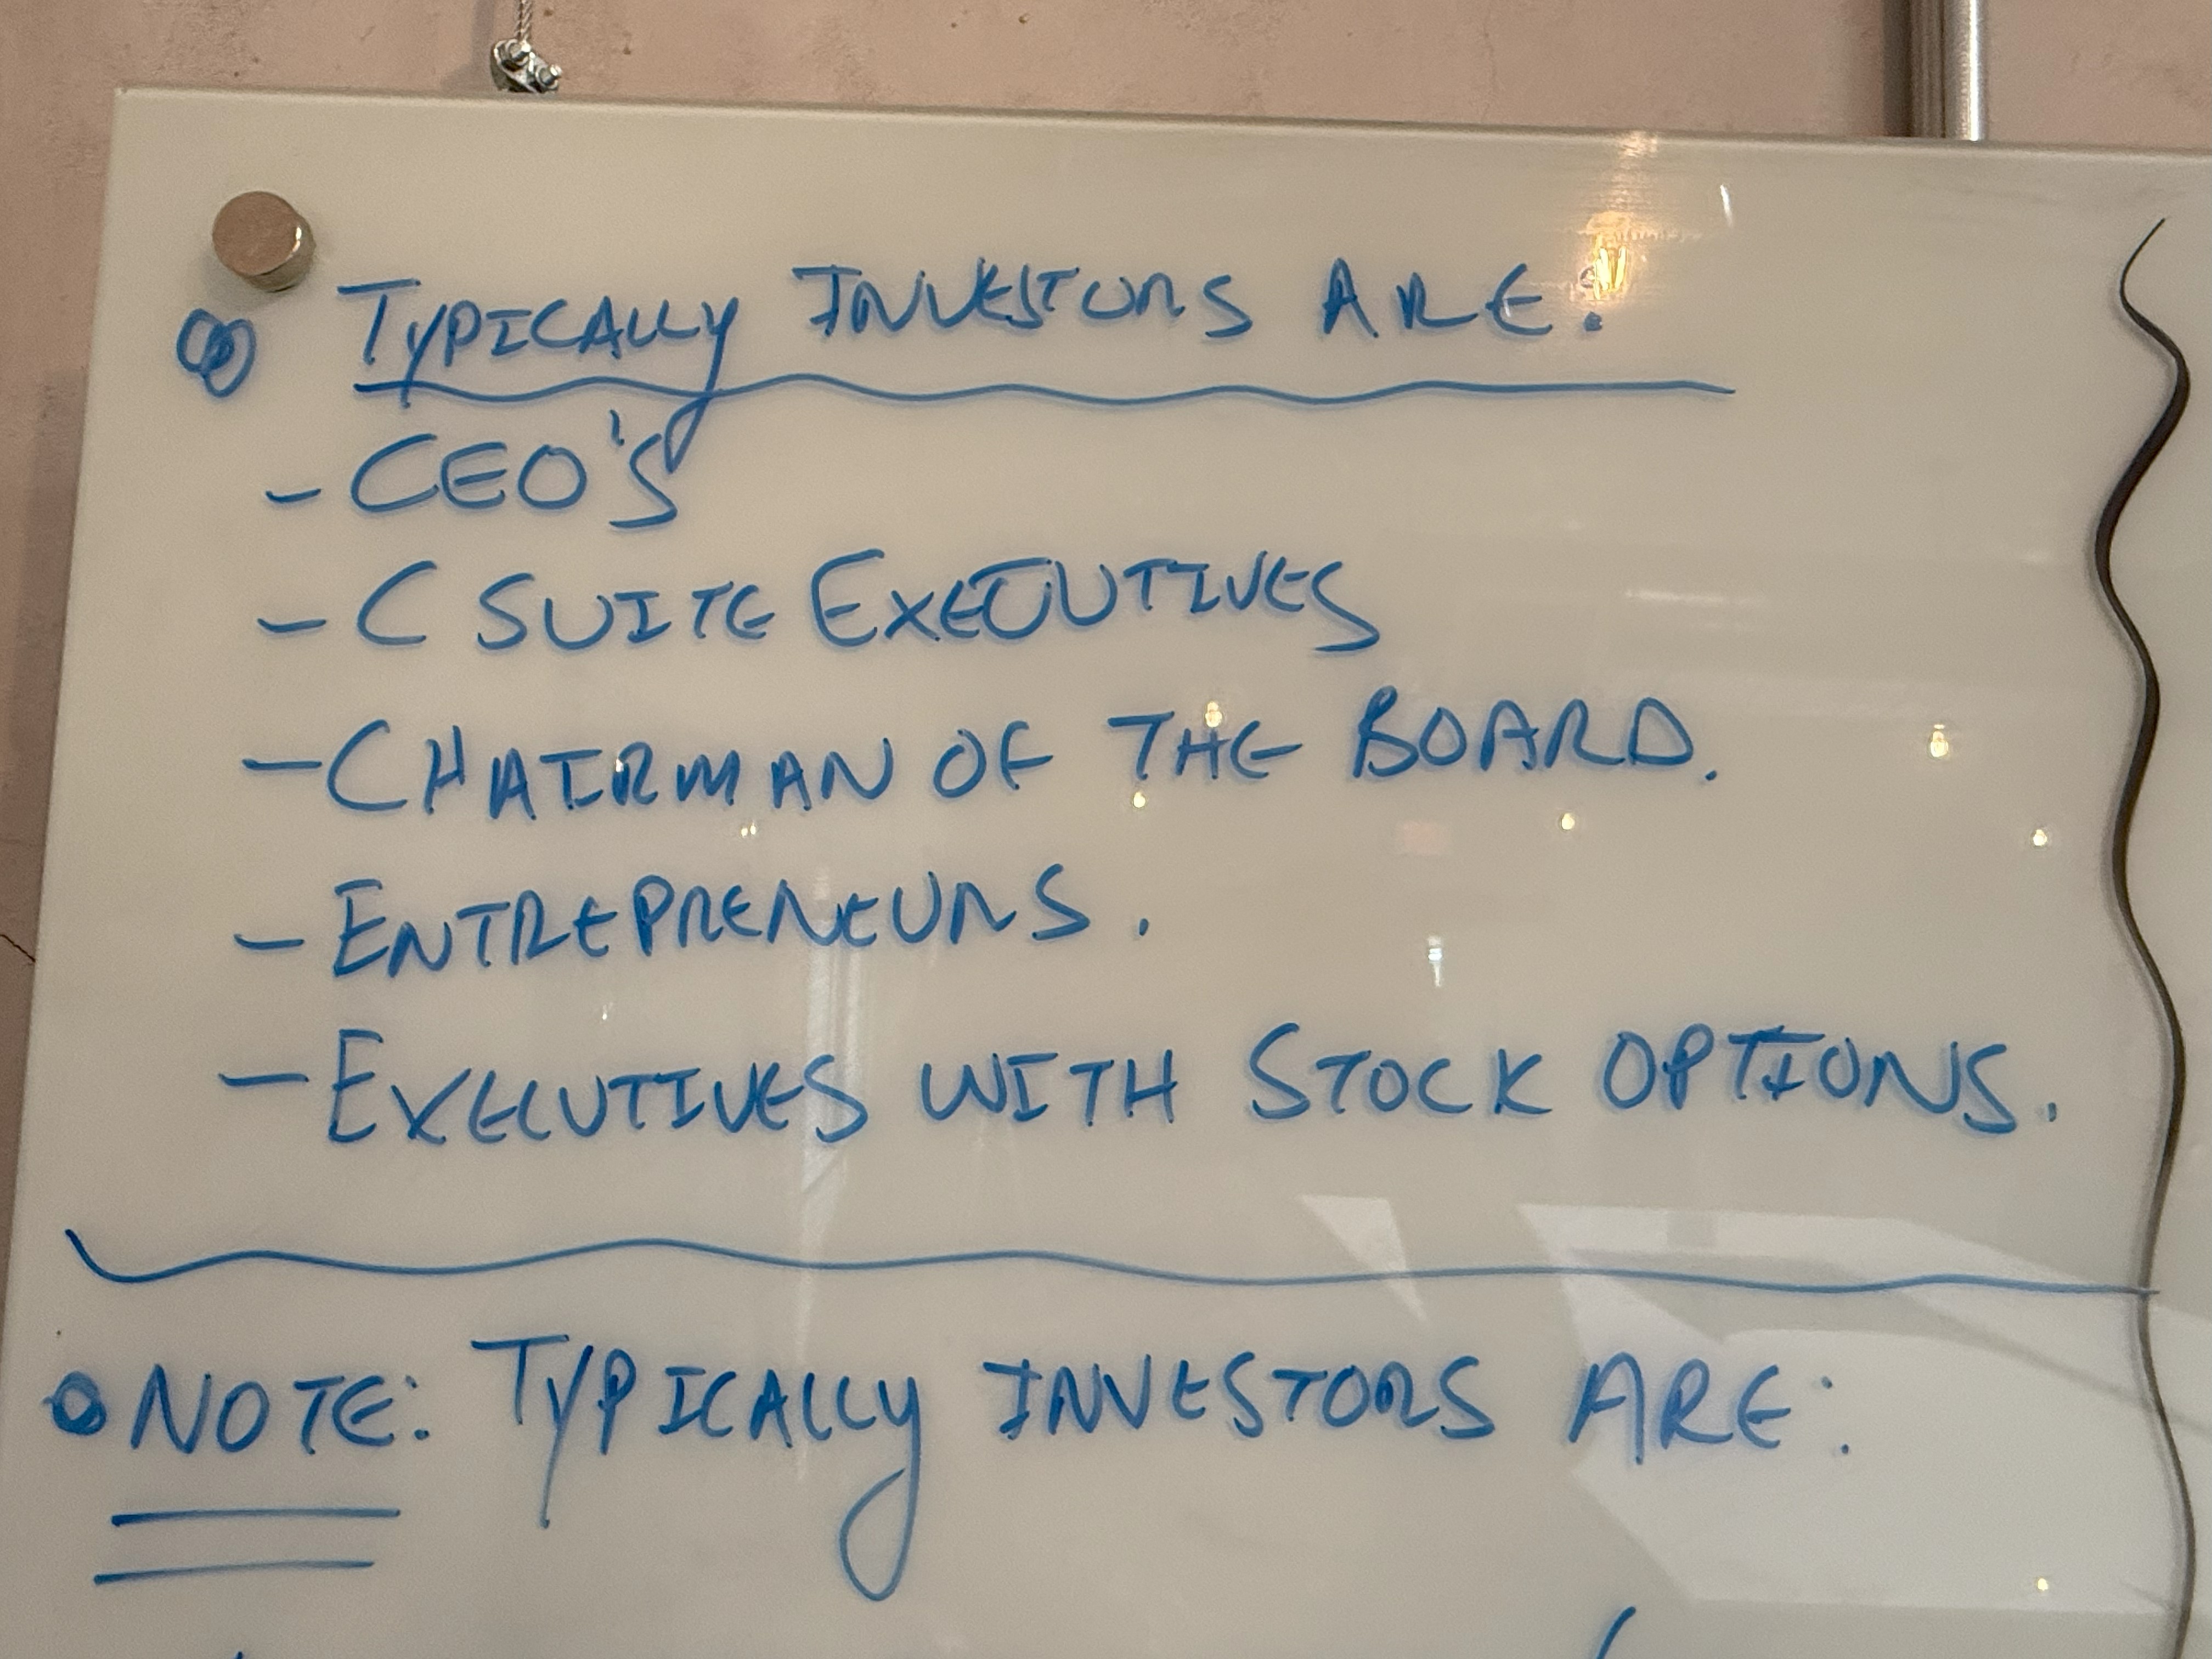 TYPICALLY INVESTORS ARE:
- CEO'S
- C SUITE EXECUTIVES
- CHAIRMAN OF THE BOARD.
- ENTREPRENEURS.
- EXECUTIVES WITH STOCK OPTIONS.
• NOTE: TYPICALLY INVESTORS ARE: